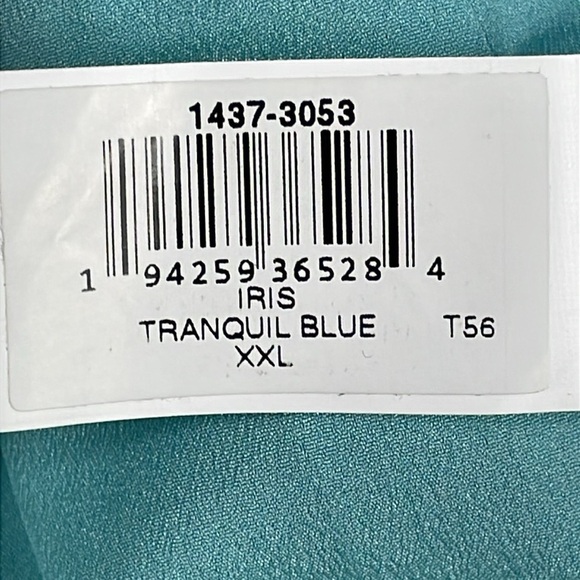 1437-3053
1 94259 36528 4
IRIS
TRANQUIL BLUE T56
XXL